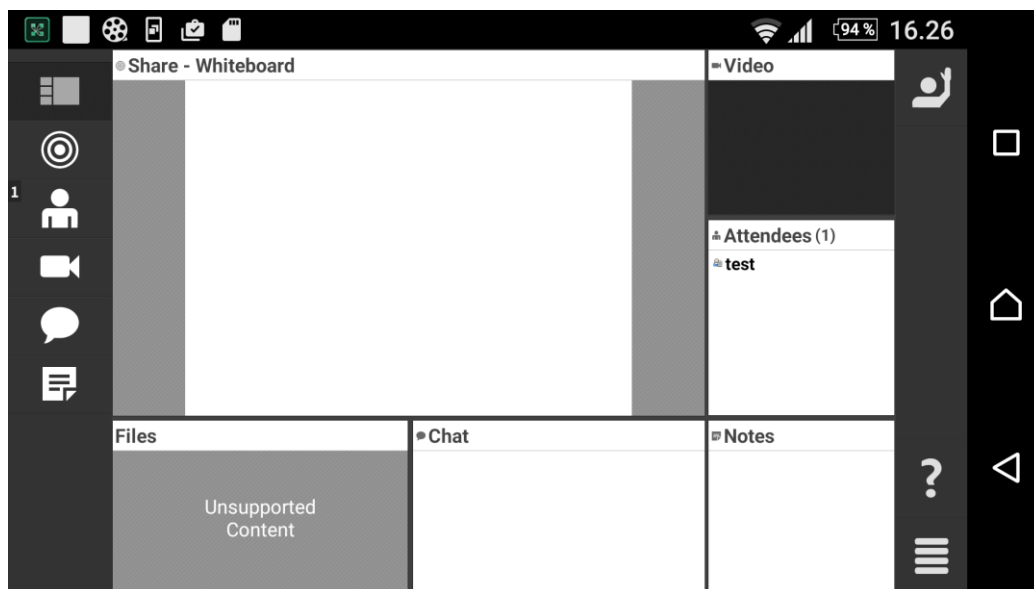 94 % 16.26
Share - Whiteboard
Video
1
Attendees (1)
test
Files
Chat
Notes
Unsupported
Content
?